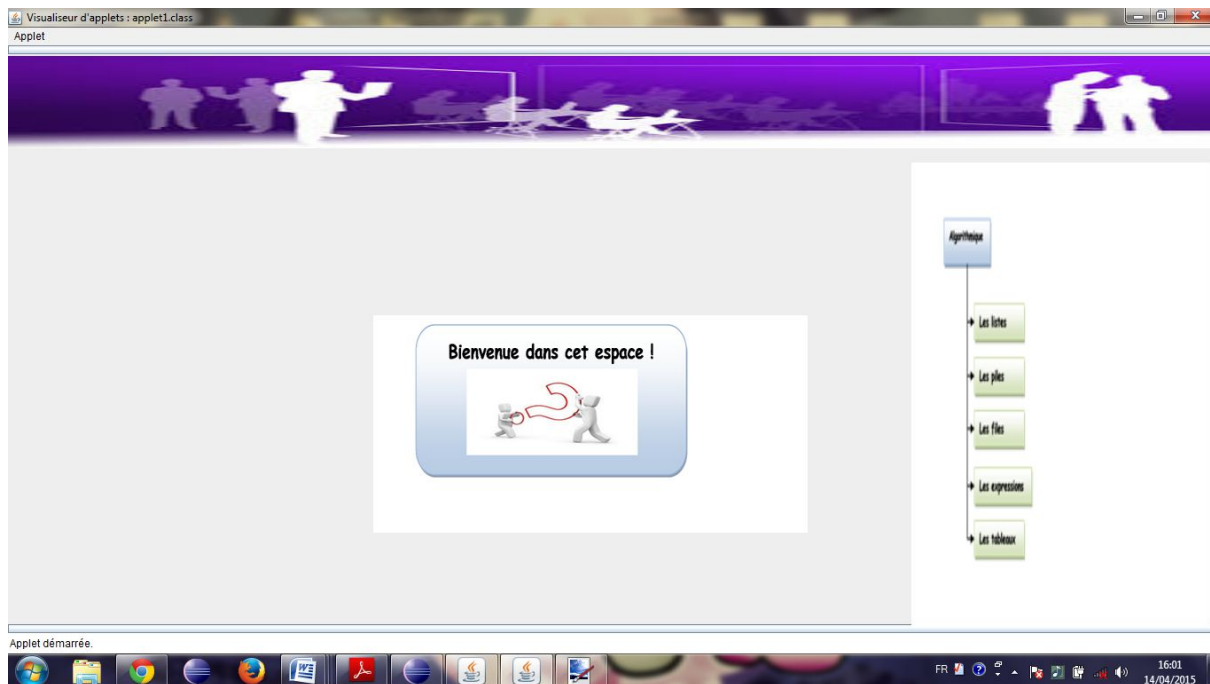 Visualiseur d'applets : applet1.class
Applet
Algorithmique
Bienvenue dans cet espace !
Les listes
Les piles
Les files
Les expressions
Les tableaux
Applet démarrée.
FR
16:01
14/04/2015